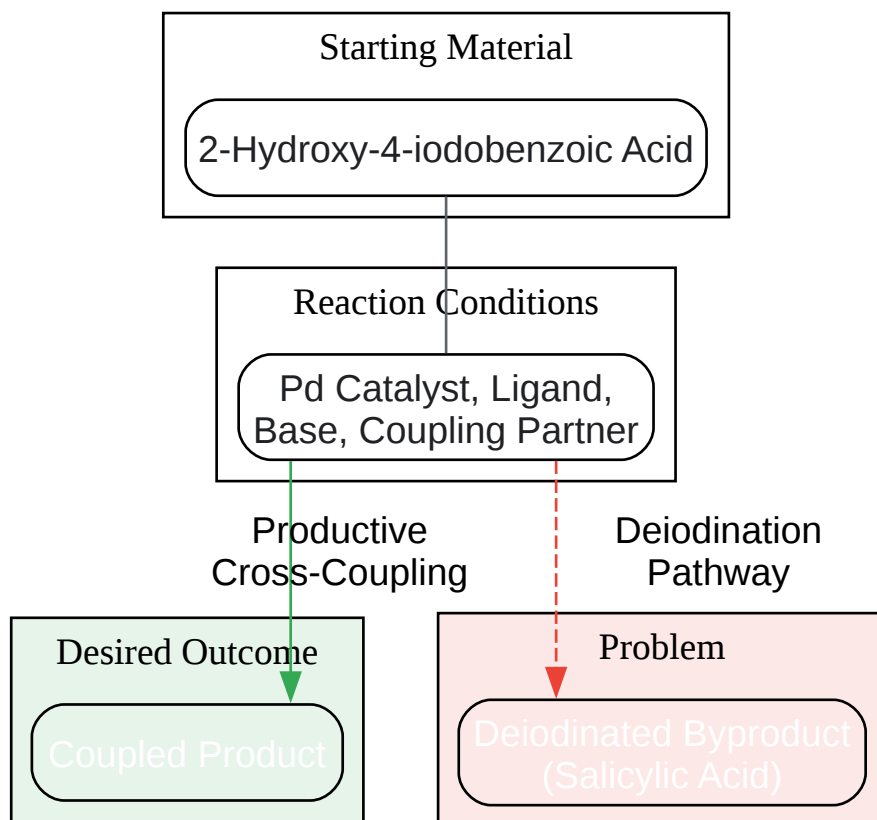 Starting Material
2-Hydroxy-4-iodobenzoic Acid
Reaction Conditions
Pd Catalyst, Ligand,
Base, Coupling Partner
Productive
Cross-Coupling
Deiodination
Pathway
Desired Outcome
Coupled Product
Problem
Deiodinated Byproduct
(Salicylic Acid)